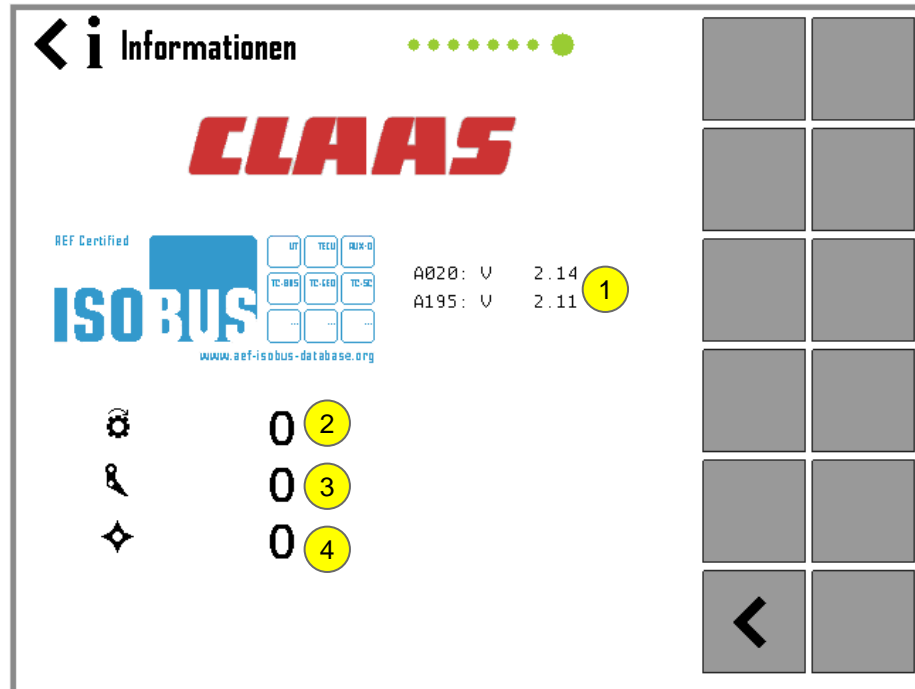 i Informationen
CLAAS
AEF Certified
UT TECU AUX-O
TC-BAS TC-GEO TC-SC
... ...
... ...
ISOBUS
www.aef-isobus-database.org
A020: V 2.14
A195: V 2.11
1
0 2
0 3
0 4